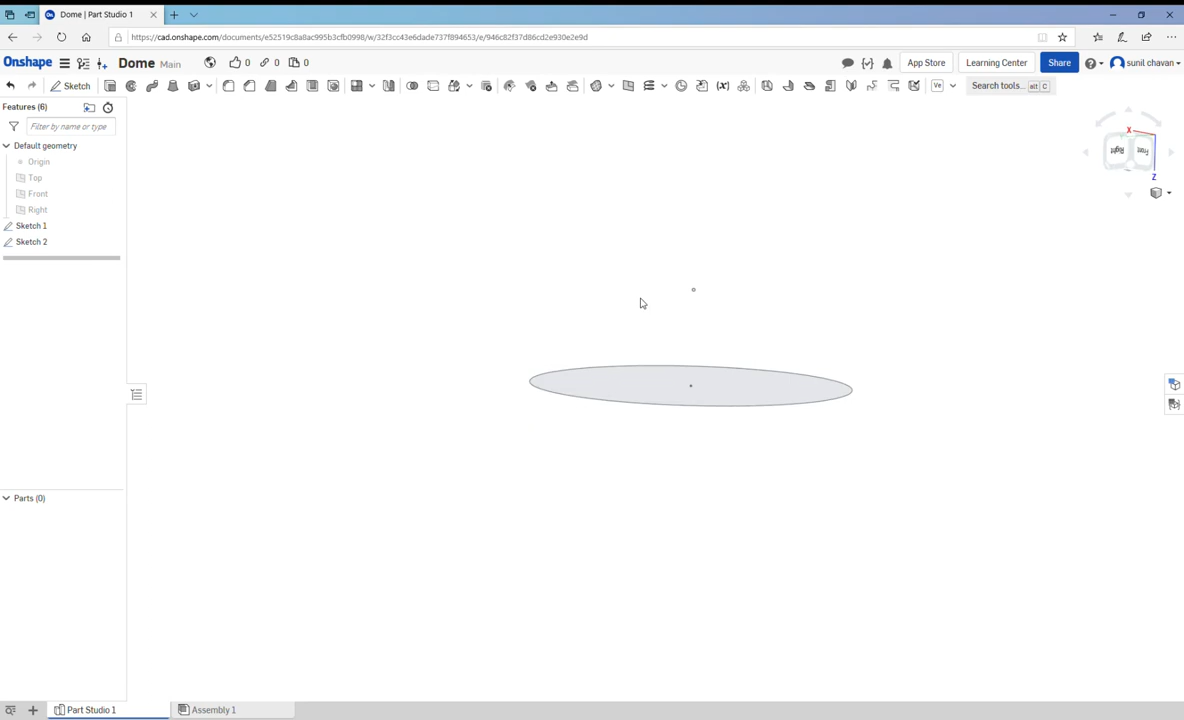 Dome | Part Studio 1
https://cad.onshape.com/documents/e52519c8a8ac995b3cfb0998/w/32f3cc43e6dade737f894653/e/946c82f37d86cd2e930e2e9d
Onshape Dome Main 0 0 0 App Store Learning Center Share sunil chavan
Sketch Search tools... alt C
Features (6)
Filter by name or type
Default geometry
Origin
Top
Front
Right
Sketch 1
Sketch 2
X
Right Front
Z
Parts (0)
Part Studio 1 Assembly 1